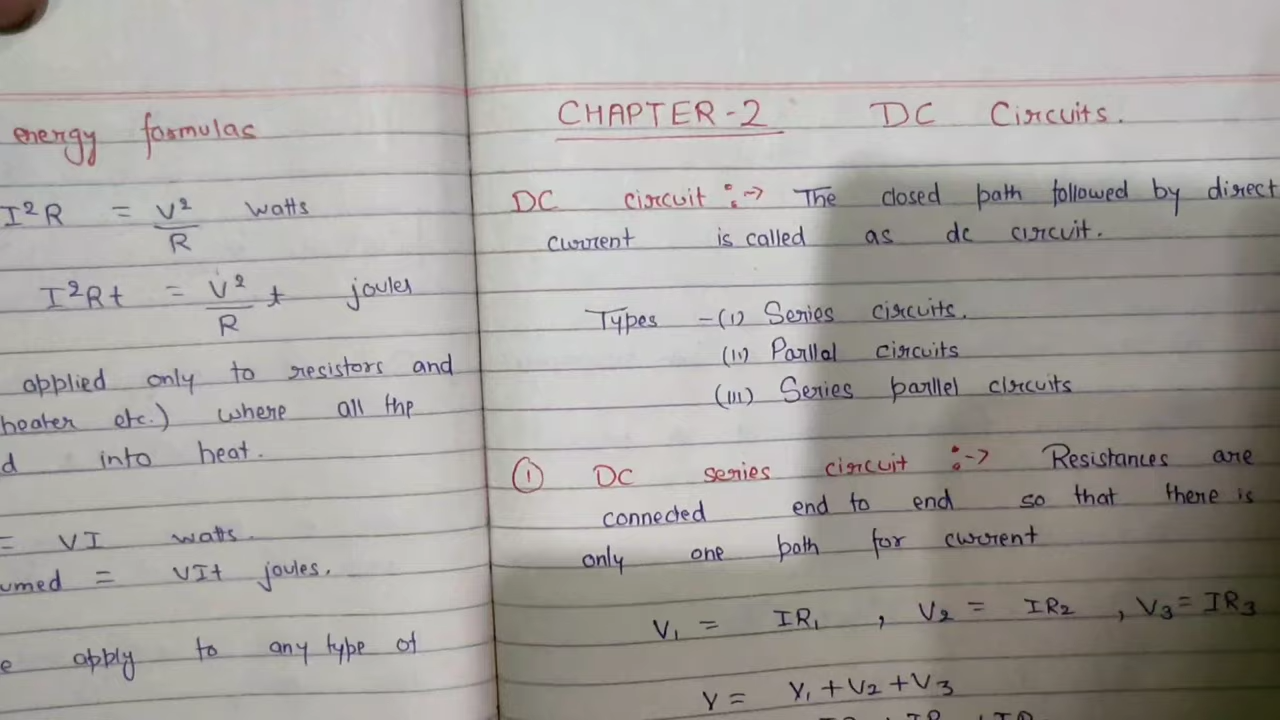 energy formulas
I²R = V²/R watts
I²Rt = V²/R t joules
applied only to resistors and
heater etc.) where all the
d into heat.
= VI watts.
umed = VIt joules.
e apply to any type of
CHAPTER-2 DC Circuits.
DC circuit :-> The closed path followed by direct
current is called as dc circuit.
Types -(i) Series circuits.
(ii) Parllal circuits
(iii) Series parllel circuits
① DC series circuit :-> Resistances are
connected end to end so that there is
only one path for current
V₁ = IR₁ , V₂ = IR₂ , V₃ = IR₃
V = V₁ + V₂ + V₃